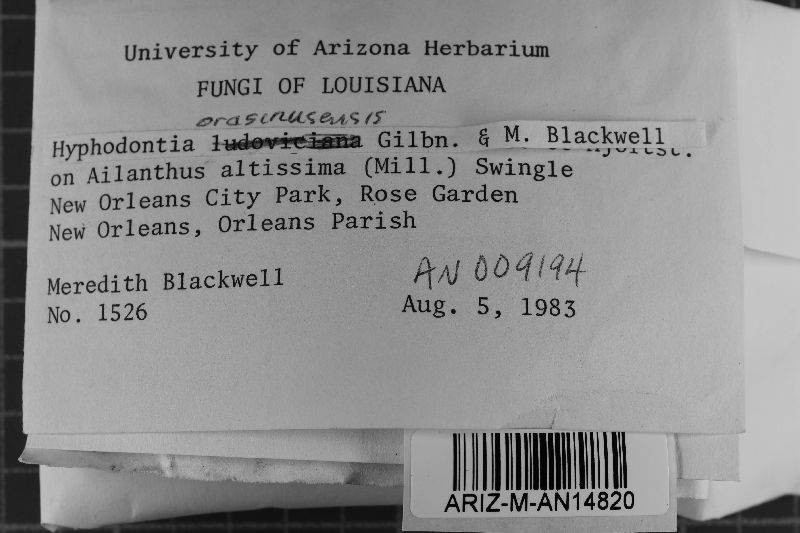 University of Arizona Herbarium
FUNGI OF LOUISIANA
orasinusensis
Hyphodontia ludoviciana Gilbn. & M. Blackwell
on Ailanthus altissima (Mill.) Swingle
New Orleans City Park, Rose Garden
New Orleans, Orleans Parish
Meredith Blackwell
AN 009194
No. 1526
Aug. 5, 1983
ARIZ-M-AN14820